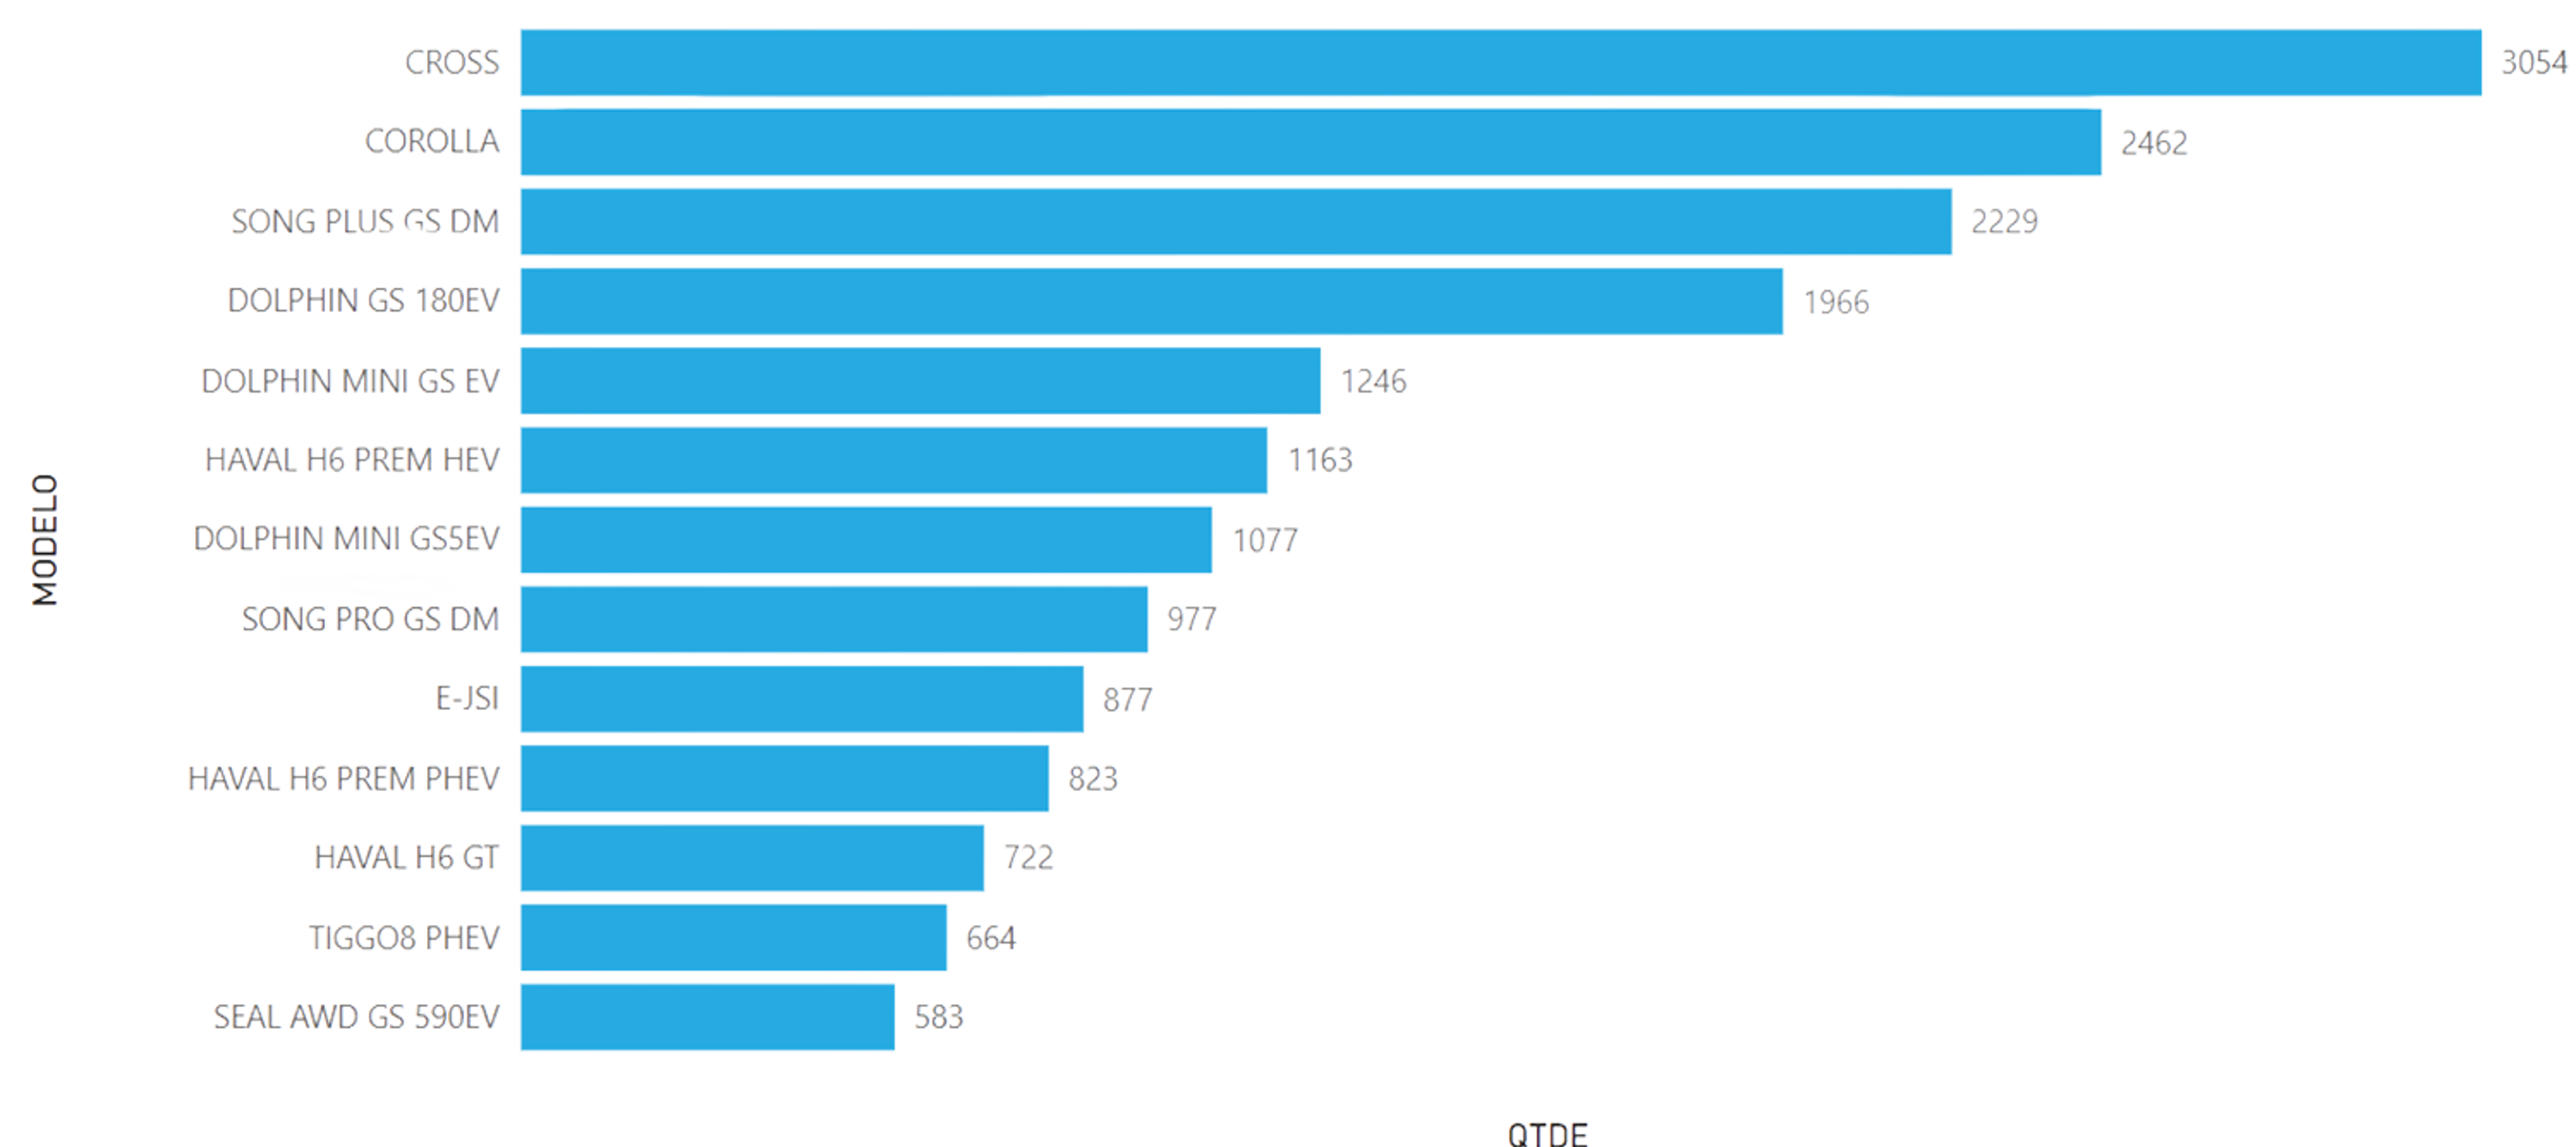 CROSS 3054
COROLLA 2462
SONG PLUS GS DM 2229
DOLPHIN GS 180EV 1966
DOLPHIN MINI GS EV 1246
HAVAL H6 PREM HEV 1163
DOLPHIN MINI GS5EV 1077
SONG PRO GS DM 977
E-JSI 877
HAVAL H6 PREM PHEV 823
HAVAL H6 GT 722
TIGGO8 PHEV 664
SEAL AWD GS 590EV 583
MODELO
QTDE